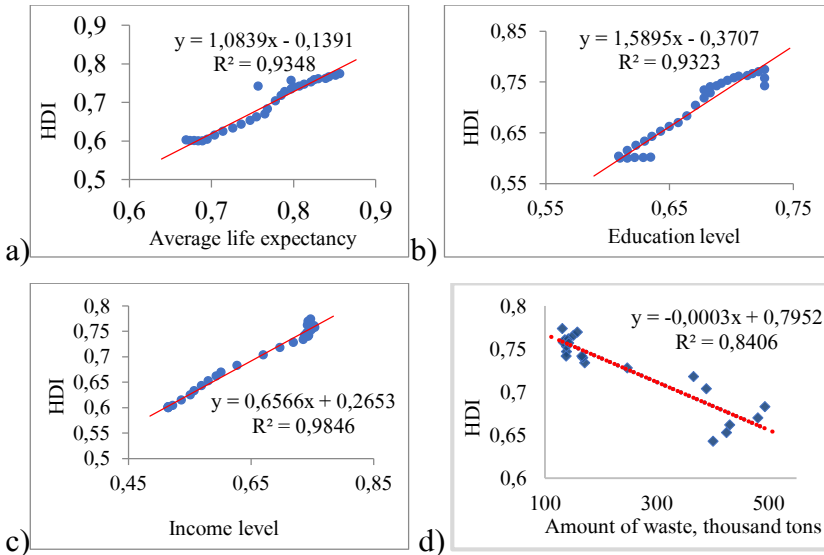 0,9
0,8
0,7
0,6
0,5
HDI
y = 1,0839x - 0,1391
R² = 0,9348
0,6 0,7 0,8 0,9
Average life expectancy
a)
0,85
0,75
0,65
0,55
HDI
y = 1,5895x - 0,3707
R² = 0,9323
0,55 0,65 0,75
Education level
b)
0,8
0,75
0,7
0,65
0,6
0,55
0,5
HDI
y = 0,6566x + 0,2653
R² = 0,9846
0,45 0,65 0,85
Income level
c)
0,8
0,75
0,7
0,65
0,6
HDI
y = -0,0003x + 0,7952
R² = 0,8406
100 300 500
Amount of waste, thousand tons
d)